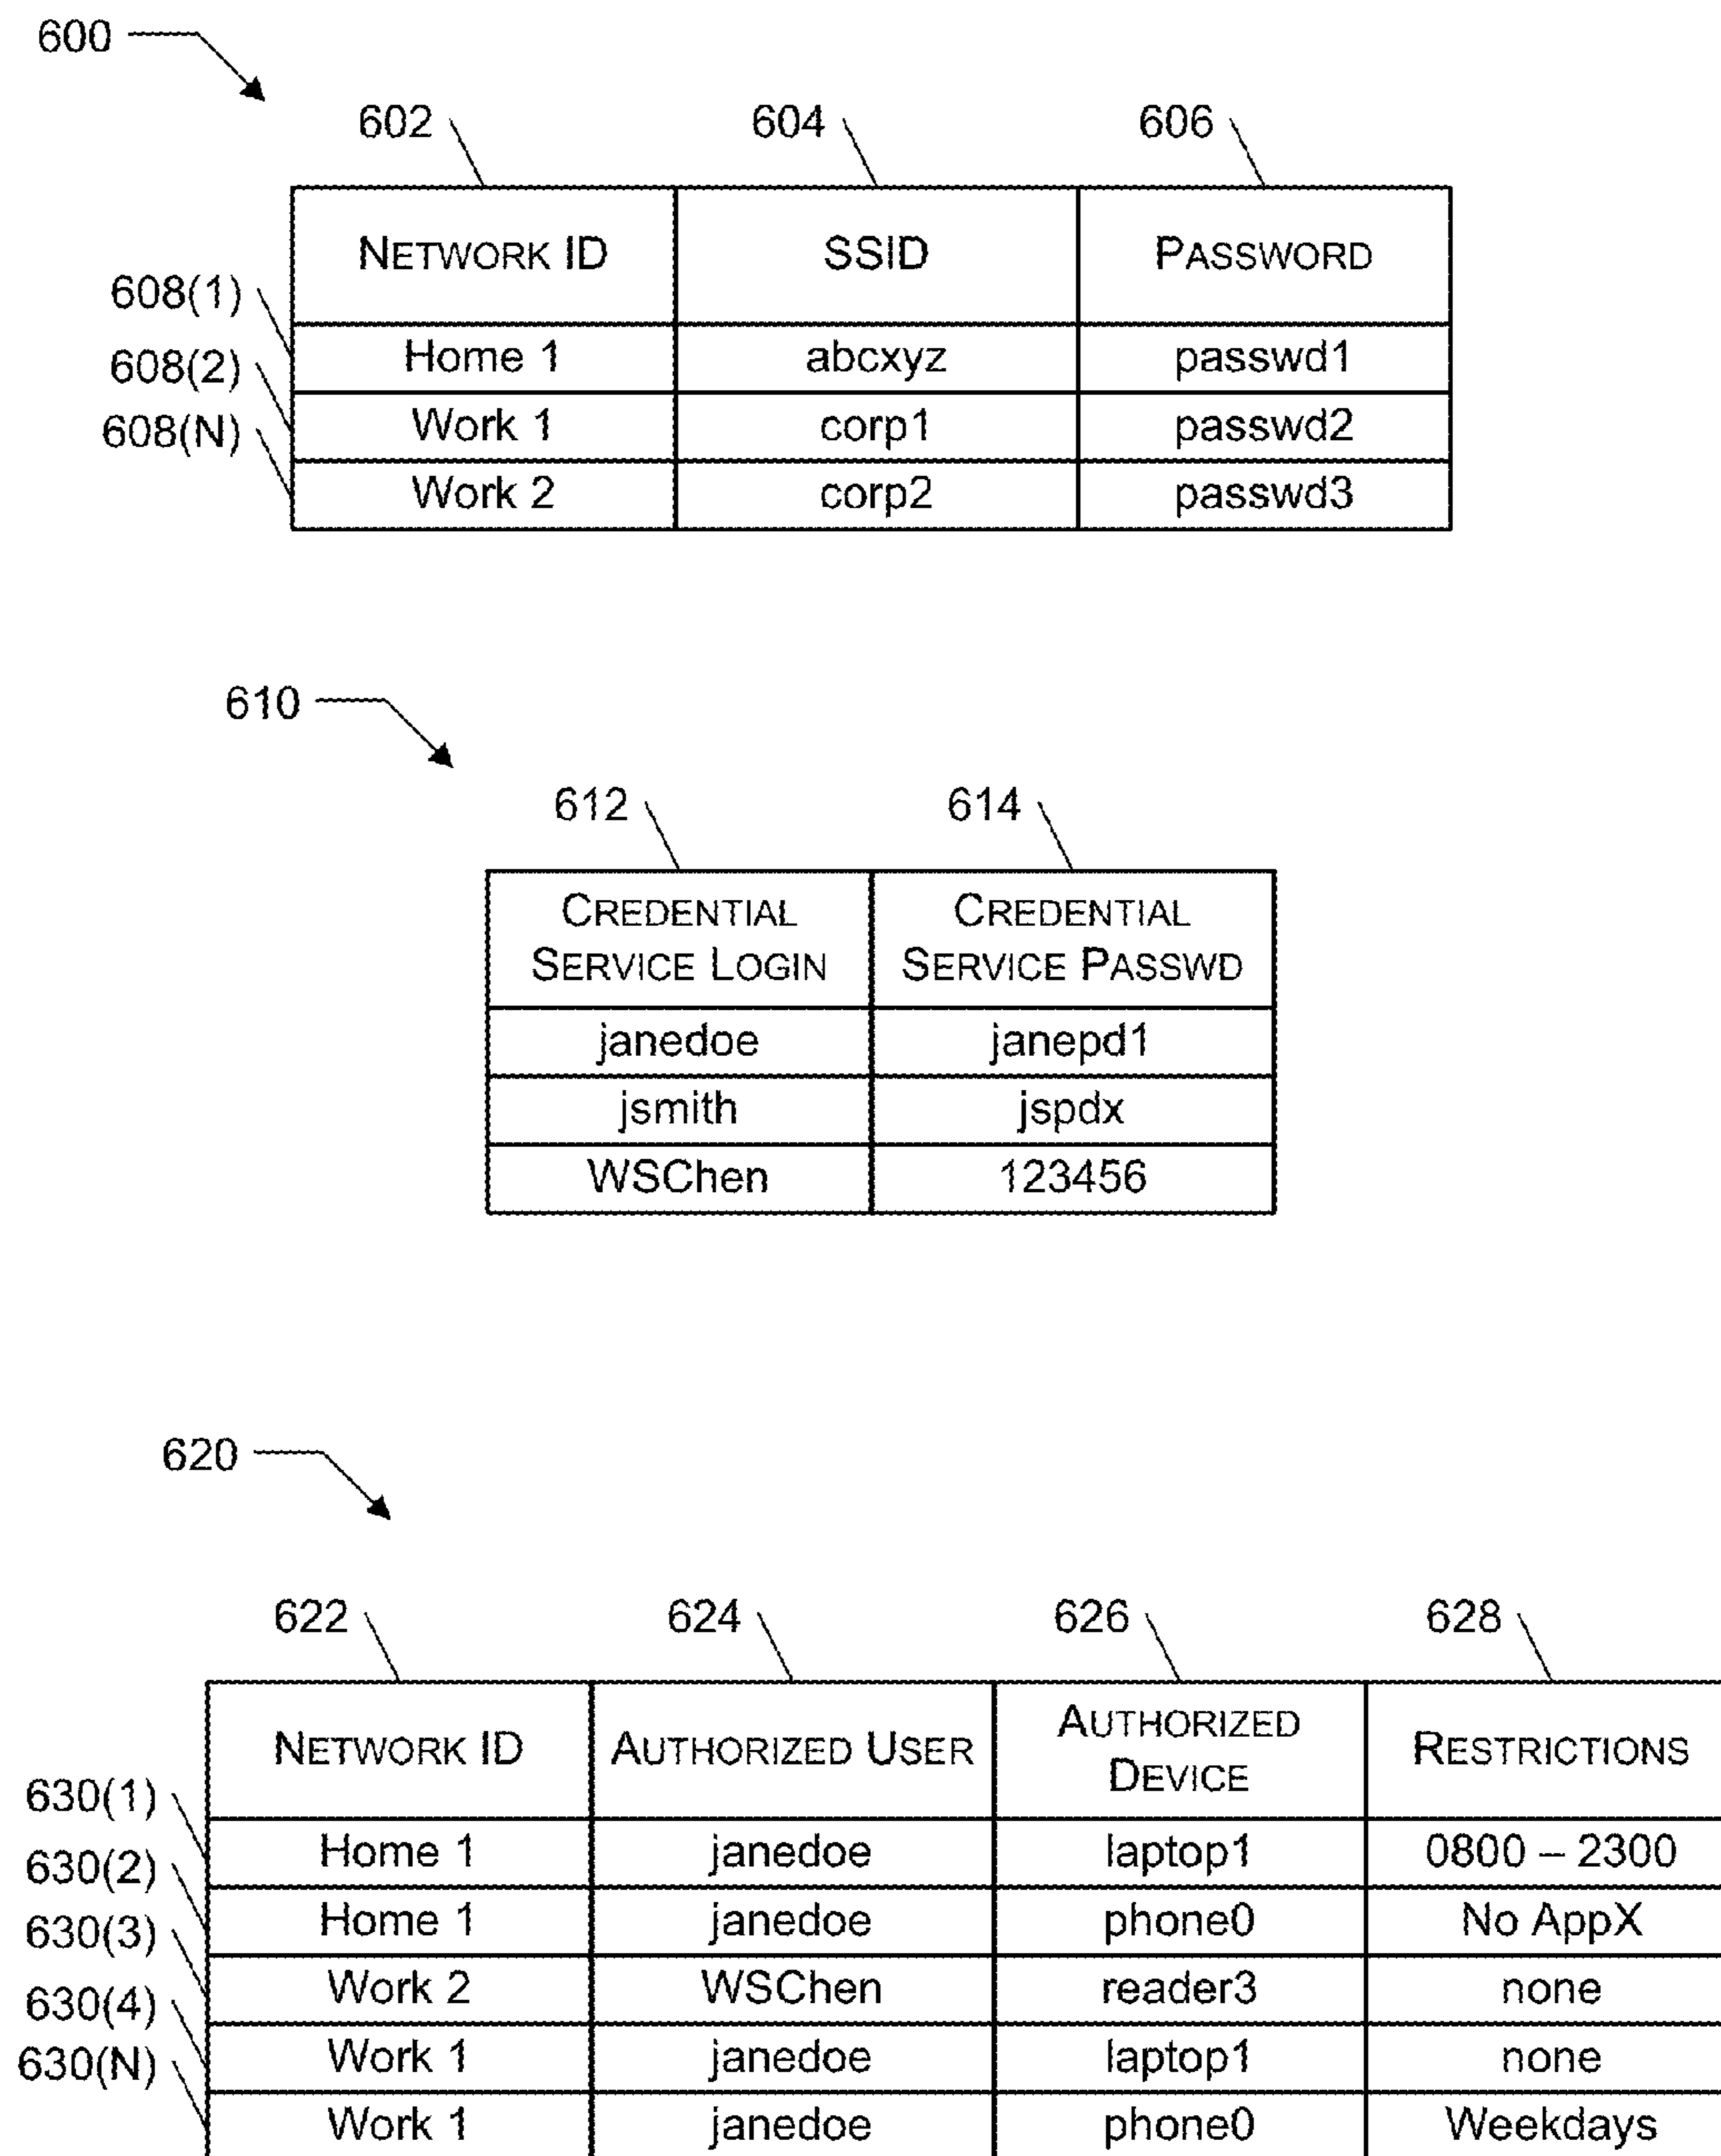 600
602 604 606
NETWORK ID SSID PASSWORD
608(1)
Home 1 abcxyz passwd1
608(2)
Work 1 corp1 passwd2
608(N)
Work 2 corp2 passwd3
610
612 614
CREDENTIAL SERVICE LOGIN CREDENTIAL SERVICE PASSWD
janedoe janepd1
jsmith jspdx
WSChen 123456
620
622 624 626 628
NETWORK ID AUTHORIZED USER AUTHORIZED DEVICE RESTRICTIONS
630(1)
Home 1 janedoe laptop1 0800 – 2300
630(2)
Home 1 janedoe phone0 No AppX
630(3)
Work 2 WSChen reader3 none
630(4)
Work 1 janedoe laptop1 none
630(N)
Work 1 janedoe phone0 Weekdays